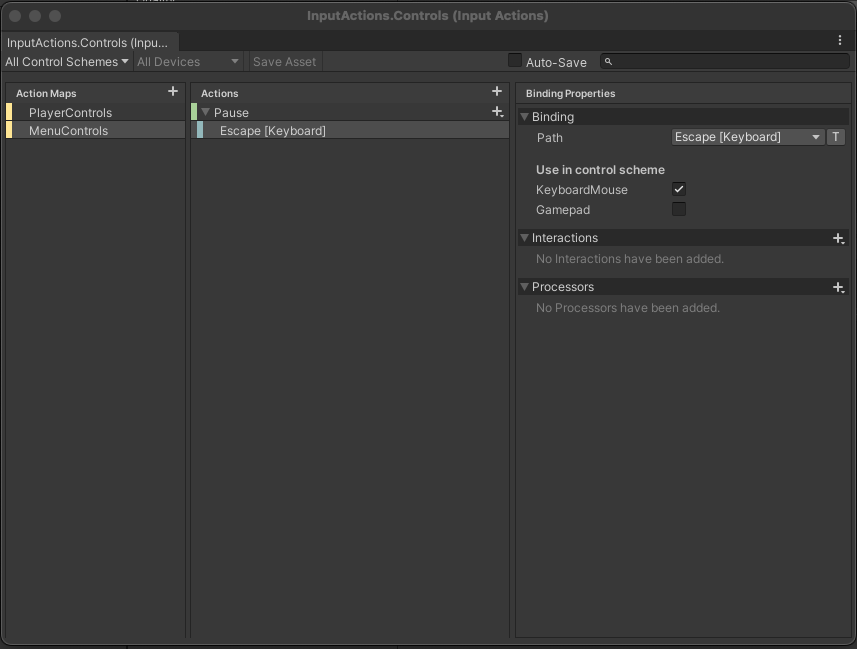 InputActions.Controls (Input Actions)
InputActions.Controls (Inpu...
All Control Schemes All Devices Save Asset Auto-Save
Action Maps + Actions + Binding Properties
PlayerControls
MenuControls
Pause
Escape [Keyboard]
Binding
Path Escape [Keyboard] T
Use in control scheme
KeyboardMouse
Gamepad
Interactions
No Interactions have been added.
Processors
No Processors have been added.